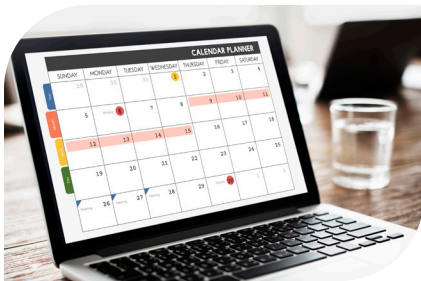 CALENDAR PLANNER
SUNDAY MONDAY TUESDAY WEDNESDAY THURSDAY FRIDAY SATURDAY
29 30 31 1 2 3 4
5 6 7 8 9 10 11
12 13 14 15 16 17 18
19 20 21 22 23 24 25
26 27 28 29